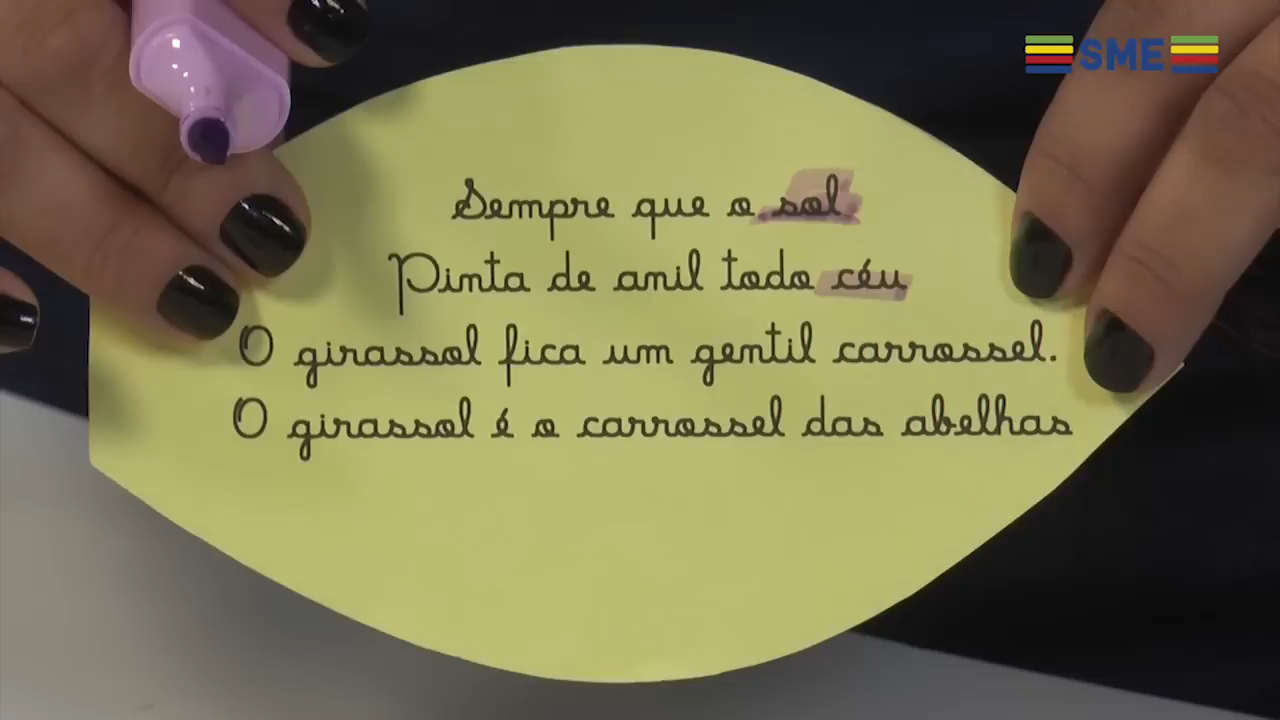 SME
Sempre que o sol
Pinta de anil todo céu
O girassol fica um gentil carrossel.
O girassol é o carrossel das abelhas